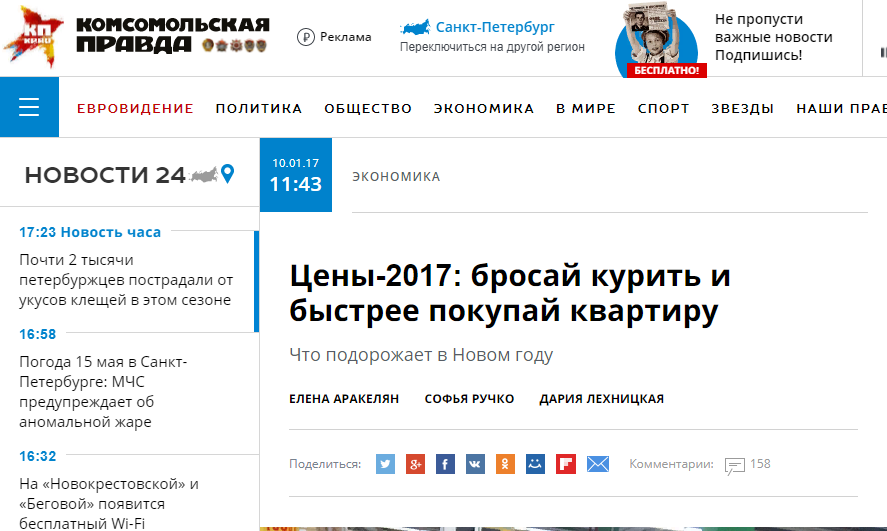 КП
КОМСОМОЛЬСКАЯ
ПРАВДА
Реклама
Санкт-Петербург
Переключиться на другой регион
БЕСПЛАТНО!
Не пропусти
важные новости
Подпишись!
ЕВРОВИДЕНИЕ ПОЛИТИКА ОБЩЕСТВО ЭКОНОМИКА В МИРЕ СПОРТ ЗВЕЗДЫ НАШИ ПРАВ
НОВОСТИ 24
17:23 Новость часа
Почти 2 тысячи
петербуржцев пострадали от
укусов клещей в этом сезоне
16:58
Погода 15 мая в Санкт-
Петербурге: МЧС
предупреждает об
аномальной жаре
16:32
На «Новокрестовской» и
«Беговой» появится
бесплатный Wi-Fi
10.01.17
11:43
ЭКОНОМИКА
Цены-2017: бросай курить и
быстрее покупай квартиру
Что подорожает в Новом году
ЕЛЕНА АРАКЕЛЯН СОФЬЯ РУЧКО ДАРИЯ ЛЕХНИЦКАЯ
Поделиться: Комментарии: 158